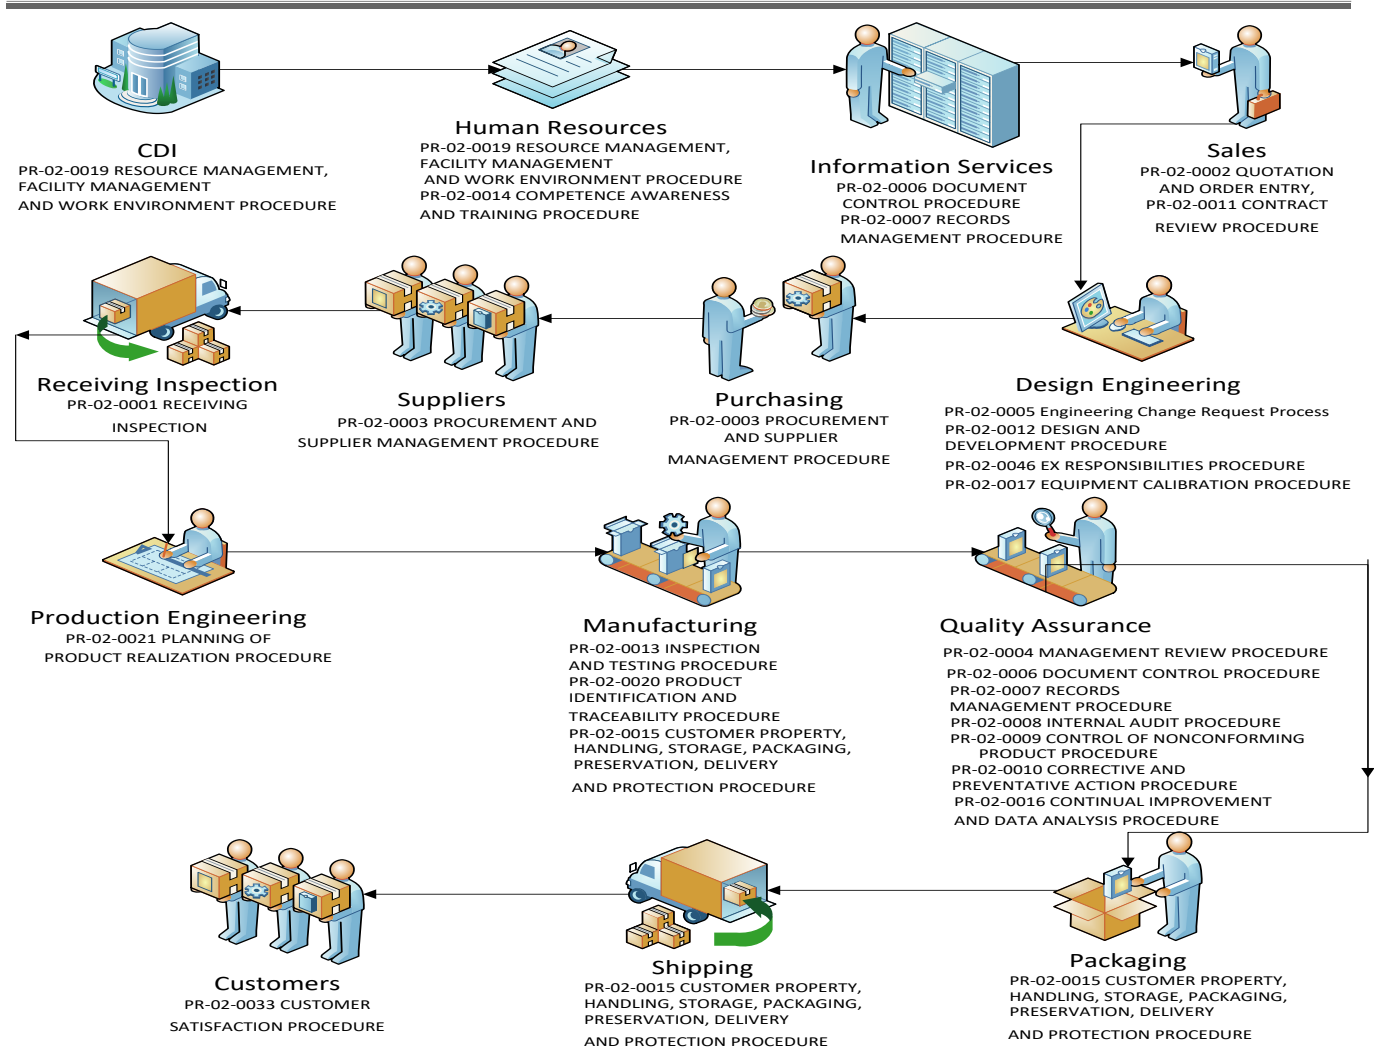 CDI
PR-02-0019 RESOURCE MANAGEMENT,
FACILITY MANAGEMENT
AND WORK ENVIRONMENT PROCEDURE
Human Resources
PR-02-0019 RESOURCE MANAGEMENT,
FACILITY MANAGEMENT
AND WORK ENVIRONMENT PROCEDURE
PR-02-0014 COMPETENCE AWARENESS
AND TRAINING PROCEDURE
Information Services
PR-02-0006 DOCUMENT
CONTROL PROCEDURE
PR-02-0007 RECORDS
MANAGEMENT PROCEDURE
Sales
PR-02-0002 QUOTATION
AND ORDER ENTRY,
PR-02-0011 CONTRACT
REVIEW PROCEDURE
Receiving Inspection
PR-02-0001 RECEIVING
INSPECTION
Suppliers
PR-02-0003 PROCUREMENT AND
SUPPLIER MANAGEMENT PROCEDURE
Purchasing
PR-02-0003 PROCUREMENT
AND SUPPLIER
MANAGEMENT PROCEDURE
Design Engineering
PR-02-0005 Engineering Change Request Process
PR-02-0012 DESIGN AND
DEVELOPMENT PROCEDURE
PR-02-0046 EX RESPONSIBILITIES PROCEDURE
PR-02-0017 EQUIPMENT CALIBRATION PROCEDURE
Production Engineering
PR-02-0021 PLANNING OF
PRODUCT REALIZATION PROCEDURE
Manufacturing
PR-02-0013 INSPECTION
AND TESTING PROCEDURE
PR-02-0020 PRODUCT
IDENTIFICATION AND
TRACEABILITY PROCEDURE
PR-02-0015 CUSTOMER PROPERTY,
HANDLING, STORAGE, PACKAGING,
PRESERVATION, DELIVERY
AND PROTECTION PROCEDURE
Quality Assurance
PR-02-0004 MANAGEMENT REVIEW PROCEDURE
PR-02-0006 DOCUMENT CONTROL PROCEDURE
PR-02-0007 RECORDS
MANAGEMENT PROCEDURE
PR-02-0008 INTERNAL AUDIT PROCEDURE
PR-02-0009 CONTROL OF NONCONFORMING
PRODUCT PROCEDURE
PR-02-0010 CORRECTIVE AND
PREVENTATIVE ACTION PROCEDURE
PR-02-0016 CONTINUAL IMPROVEMENT
AND DATA ANALYSIS PROCEDURE
Customers
PR-02-0033 CUSTOMER
SATISFACTION PROCEDURE
Shipping
PR-02-0015 CUSTOMER PROPERTY,
HANDLING, STORAGE, PACKAGING,
PRESERVATION, DELIVERY
AND PROTECTION PROCEDURE
Packaging
PR-02-0015 CUSTOMER PROPERTY,
HANDLING, STORAGE, PACKAGING,
PRESERVATION, DELIVERY
AND PROTECTION PROCEDURE